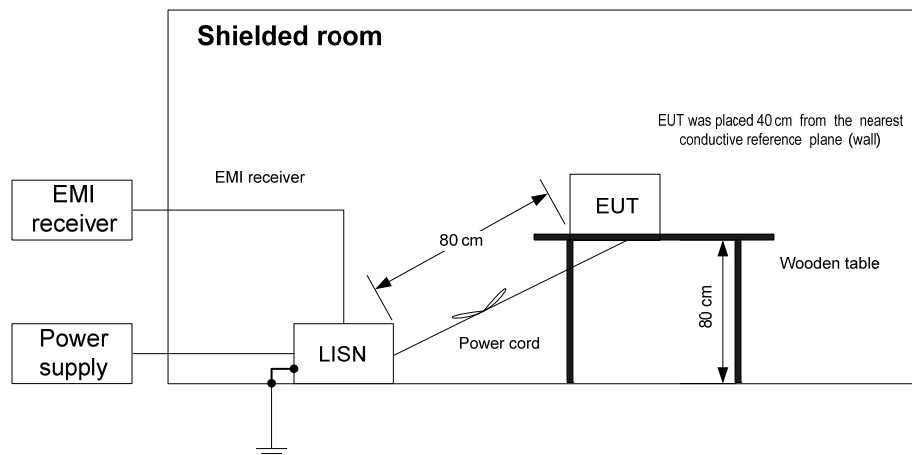 Shielded room
EUT was placed 40 cm from the nearest
conductive reference plane (wall)
EMI receiver
EMI
receiver
EUT
80 cm
Wooden table
80 cm
Power
supply
LISN
Power cord